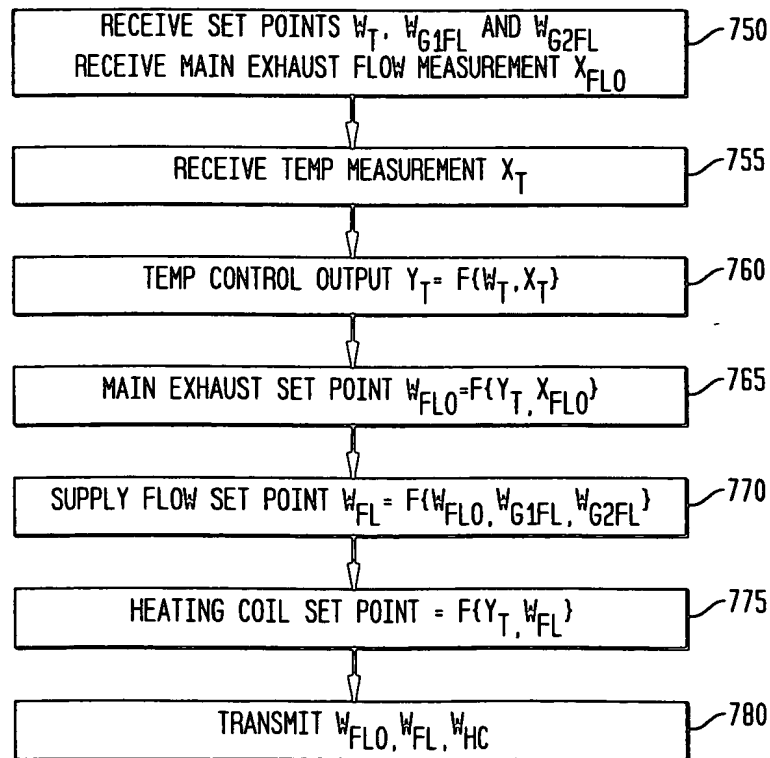 RECEIVE SET POINTS W_T, W_G1FL AND W_G2FL
RECEIVE MAIN EXHAUST FLOW MEASUREMENT X_FLO
750
RECEIVE TEMP MEASUREMENT X_T
755
TEMP CONTROL OUTPUT Y_T= F{W_T,X_T}
760
MAIN EXHAUST SET POINT W_FLO=F{Y_T,X_FLO}
765
SUPPLY FLOW SET POINT W_FL= F{W_FLO,W_G1FL,W_G2FL}
770
HEATING COIL SET POINT = F{Y_T,W_FL}
775
TRANSMIT W_FLO,W_FL,W_HC
780